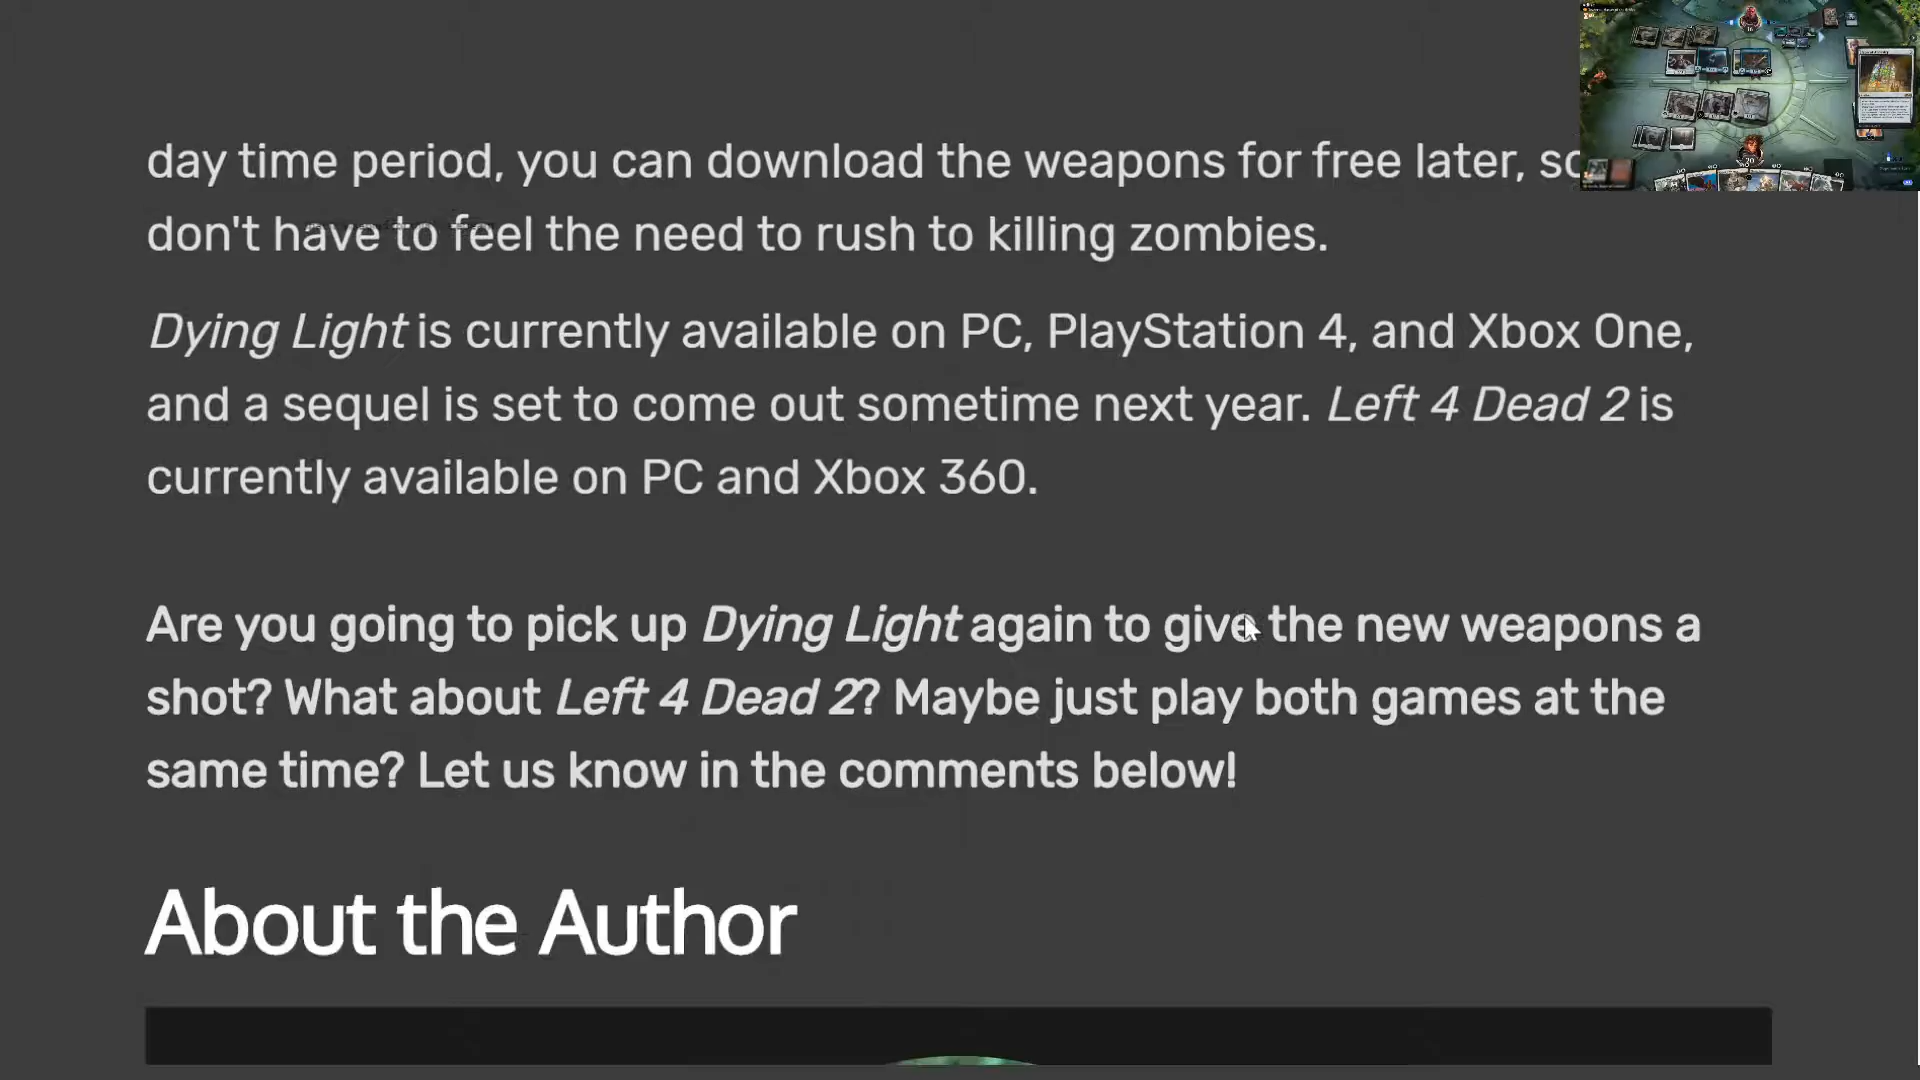 day time period, you can download the weapons for free later, so
don't have to feel the need to rush to killing zombies.
Dying Light is currently available on PC, PlayStation 4, and Xbox One,
and a sequel is set to come out sometime next year. Left 4 Dead 2 is
currently available on PC and Xbox 360.
Are you going to pick up Dying Light again to give the new weapons a
shot? What about Left 4 Dead 2? Maybe just play both games at the
same time? Let us know in the comments below!
About the Author